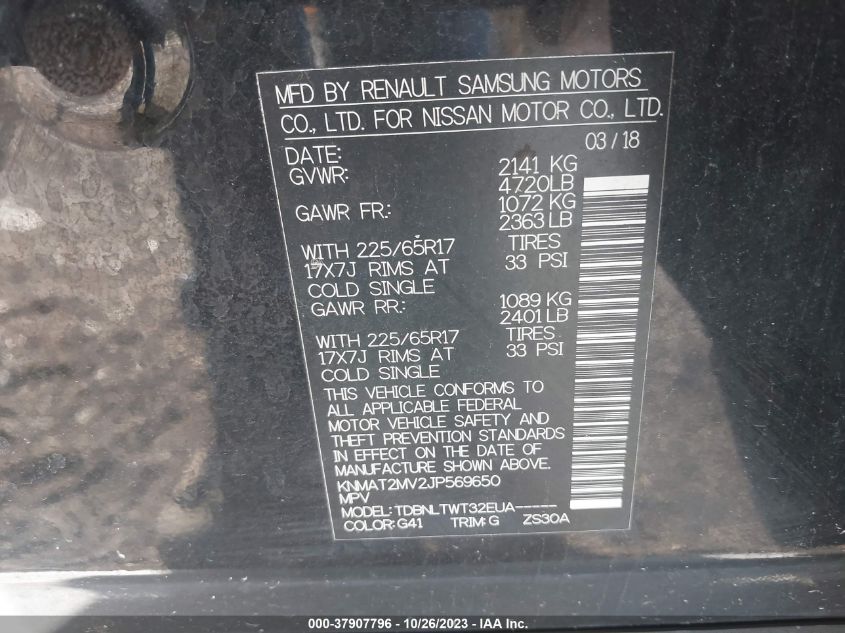 MFD BY RENAULT SAMSUNG MOTORS
CO., LTD. FOR NISSAN MOTOR CO., LTD.
DATE: 03 / 18
GVWR: 2141 KG
4720LB
GAWR FR.: 1072 KG
2363LB
WITH 225/65R17 TIRES
17X7J RIMS AT 33 PSI
COLD SINGLE
GAWR RR.: 1089 KG
2401LB
WITH 225/65R17 TIRES
17X7J RIMS AT 33 PSI
COLD SINGLE
THIS VEHICLE CONFORMS TO
ALL APPLICABLE FEDERAL
MOTOR VEHICLE SAFETY AND
THEFT PREVENTION STANDARDS
IN EFFECT ON THE DATE OF
MANUFACTURE SHOWN ABOVE.
KNMAT2MV2JP569650
MPV
MODEL: TDBNLTWT32EUA-----
COLOR: G41 TRIM: G ZS30A
000-37907796 - 10/26/2023 - IAA Inc.